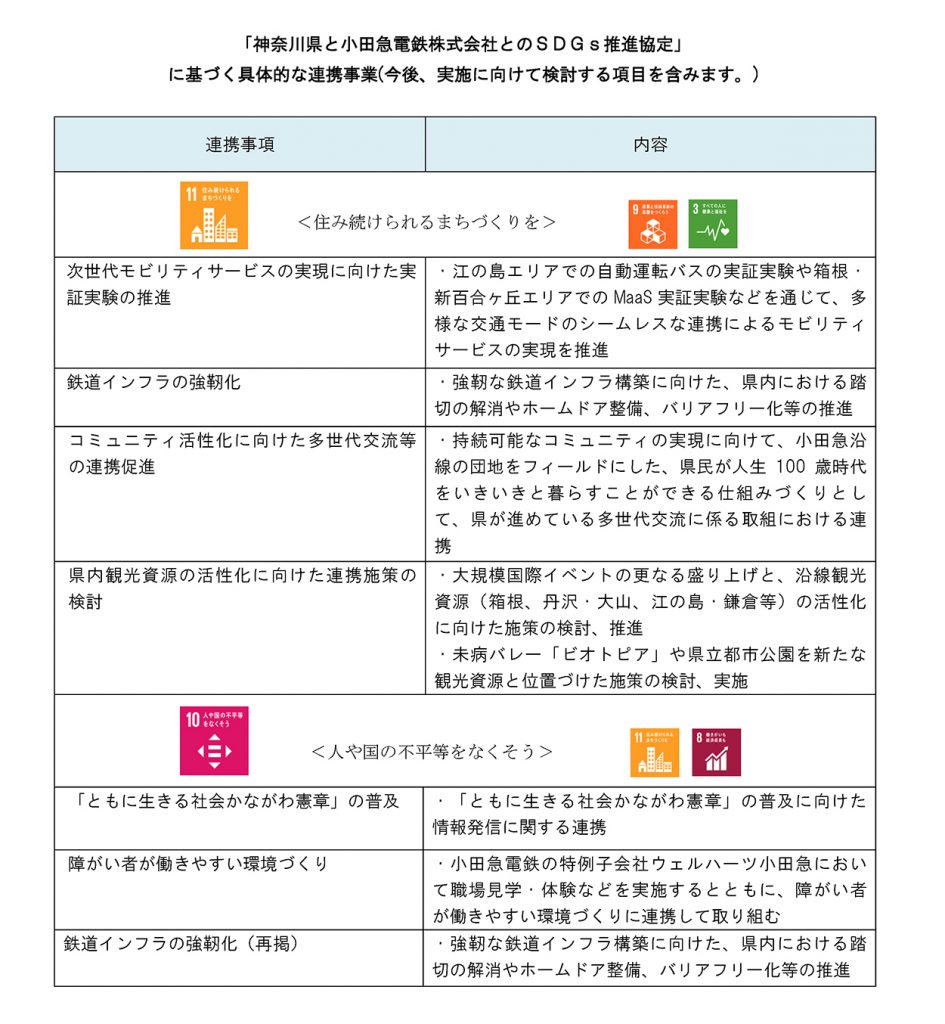 「神奈川県と小田急電鉄株式会社とのＳＤＧｓ推進協定」
に基づく具体的な連携事業(今後、実施に向けて検討する項目を含みます。)
連携事項
内容
11 住み続けられる
まちづくりを
＜住み続けられるまちづくりを＞
9 産業と技術革新の
基盤をつくろう
3 すべての人に
健康と福祉を
次世代モビリティサービスの実現に向けた実
証実験の推進
・江の島エリアでの自動運転バスの実証実験や箱根・
新百合ヶ丘エリアでの MaaS 実証実験などを通じて、多
様な交通モードのシームレスな連携によるモビリティ
サービスの実現を推進
鉄道インフラの強靭化
・強靭な鉄道インフラ構築に向けた、県内における踏
切の解消やホームドア整備、バリアフリー化等の推進
コミュニティ活性化に向けた多世代交流等
の連携促進
・持続可能なコミュニティの実現に向けて、小田急沿
線の団地をフィールドにした、県民が人生 100 歳時代
をいきいきと暮らすことができる仕組みづくりとし
て、県が進めている多世代交流に係る取組における連
携
県内観光資源の活性化に向けた連携施策の
検討
・大規模国際イベントの更なる盛り上げと、沿線観光
資源（箱根、丹沢・大山、江の島・鎌倉等）の活性化
に向けた施策の検討、推進
・未病バレー「ビオトピア」や県立都市公園を新たな
観光資源と位置づけた施策の検討、実施
10 人や国の不平等
をなくそう
＜人や国の不平等をなくそう＞
11 住み続けられる
まちづくりを
8 働きがいも
経済成長も
「ともに生きる社会かながわ憲章」の普及
・「ともに生きる社会かながわ憲章」の普及に向けた
情報発信に関する連携
障がい者が働きやすい環境づくり
・小田急電鉄の特例子会社ウェルハーツ小田急におい
て職場見学・体験などを実施するとともに、障がい者
が働きやすい環境づくりに連携して取り組む
鉄道インフラの強靭化（再掲）
・強靭な鉄道インフラ構築に向けた、県内における踏
切の解消やホームドア整備、バリアフリー化等の推進